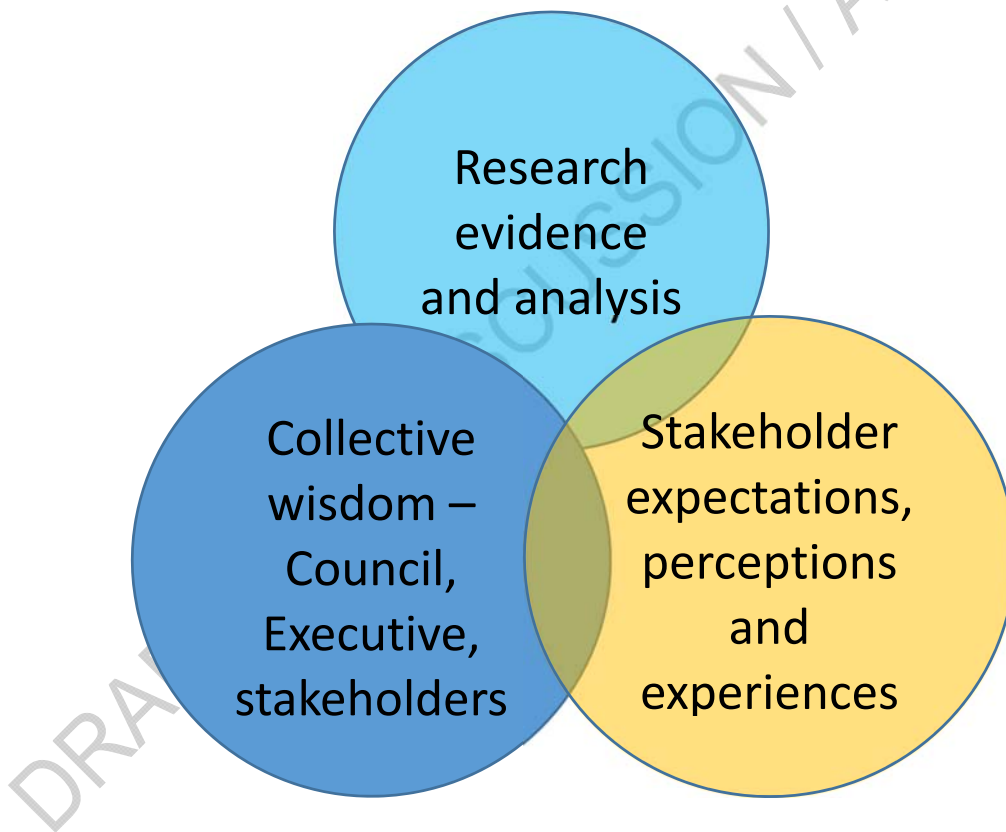 Research
evidence
and analysis
Collective
wisdom –
Council,
Executive,
stakeholders
Stakeholder
expectations,
perceptions
and
experiences